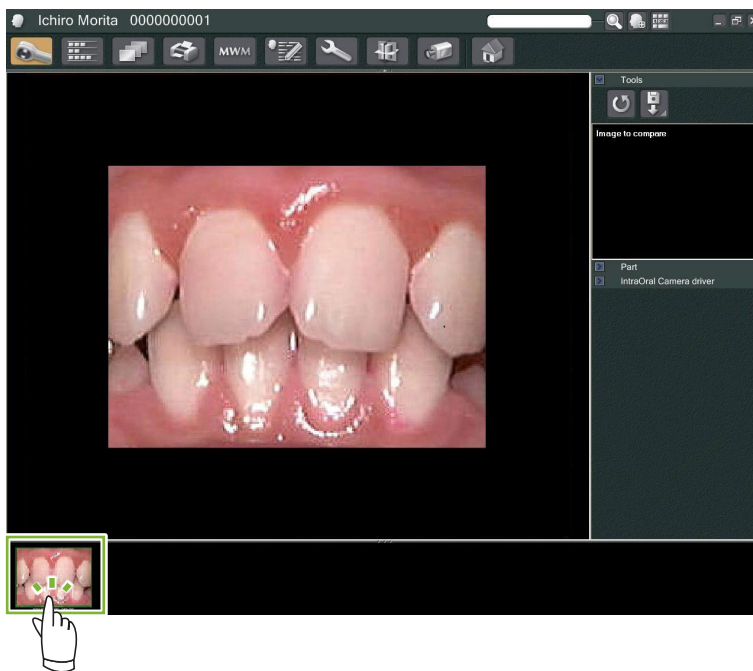 Ichiro Morita 0000000001
MWM
Tools
Image to compare
Part
IntraOral Camera driver